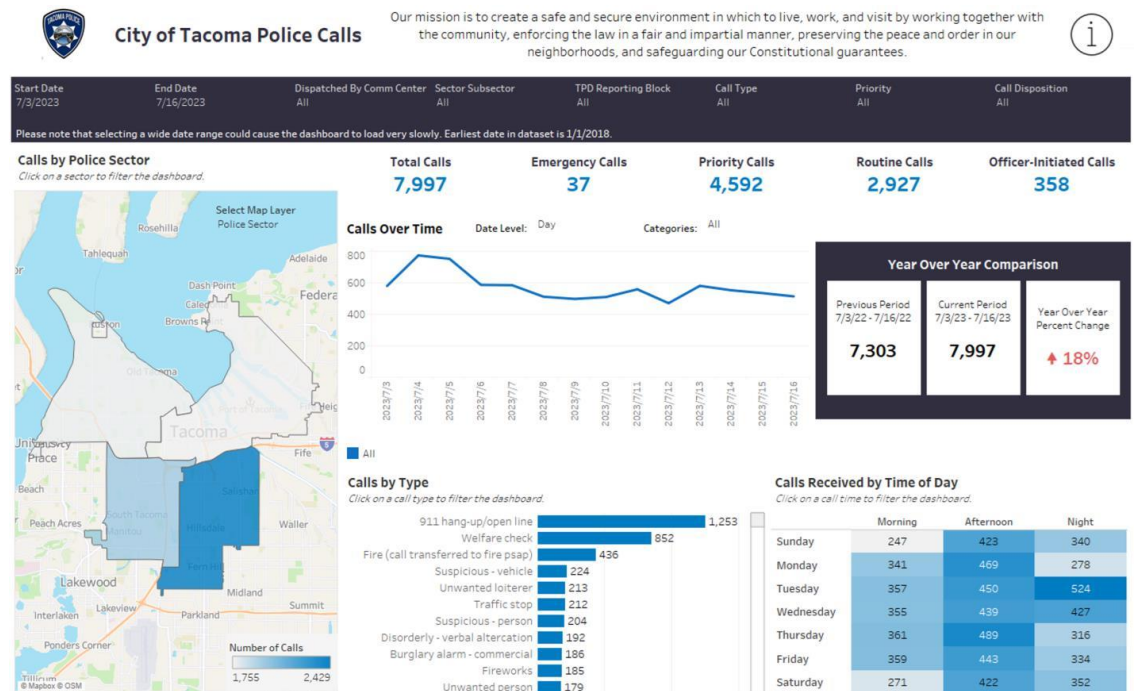 TACOMA POLICE
City of Tacoma Police Calls
Our mission is to create a safe and secure environment in which to live, work, and visit by working together with
the community, enforcing the law in a fair and impartial manner, preserving the peace and order in our
neighborhoods, and safeguarding our Constitutional guarantees.
i
Start Date End Date Dispatched By Comm Center Sector Subsector TPD Reporting Block Call Type Priority Call Disposition
7/3/2023 7/16/2023 All All All All All All
Please note that selecting a wide date range could cause the dashboard to load very slowly. Earliest date in dataset is 1/1/2018.
Calls by Police Sector
Click on a sector to filter the dashboard.
Total Calls Emergency Calls Priority Calls Routine Calls Officer-Initiated Calls
7,997 37 4,592 2,927 358
Select Map Layer
Police Sector
Rosehilla
Tahlequah
Adelaide
Dash Point
Federa
Browns P
Old Tacoma
Port of Tacoma
Tacoma
Fife Heig
5
Fife
University
Place
Beach
Salishan
South Tacoma
Manitou
Hillsdale
Peach Acres
Waller
Fern Hill
Lakewood
Midland
Summit
Lakeview
Interlaken
Parkland
Ponders Corner
Tillicum
Number of Calls
1,755 2,429
© Mapbox © OSM
Calls Over Time Date Level: Day Categories: All
800
600
400
200
0
2023/7/3 2023/7/4 2023/7/5 2023/7/6 2023/7/7 2023/7/8 2023/7/9 2023/7/10 2023/7/11 2023/7/12 2023/7/13 2023/7/14 2023/7/15 2023/7/16
All
Year Over Year Comparison
Previous Period
7/3/22 - 7/16/22
7,303
Current Period
7/3/23 - 7/16/23
7,997
Year Over Year
Percent Change
18%
Calls by Type
Click on a call type to filter the dashboard.
911 hang-up/open line 1,253
Welfare check 852
Fire (call transferred to fire psap) 436
Suspicious - vehicle 224
Unwanted loiterer 213
Traffic stop 212
Suspicious - person 204
Disorderly - verbal altercation 192
Burglary alarm - commercial 186
Fireworks 185
Unwanted person 179
Calls Received by Time of Day
Click on a call time to filter the dashboard.
Morning Afternoon Night
Sunday 247 423 340
Monday 341 469 278
Tuesday 357 450 524
Wednesday 355 439 427
Thursday 361 489 316
Friday 359 443 334
Saturday 271 422 352